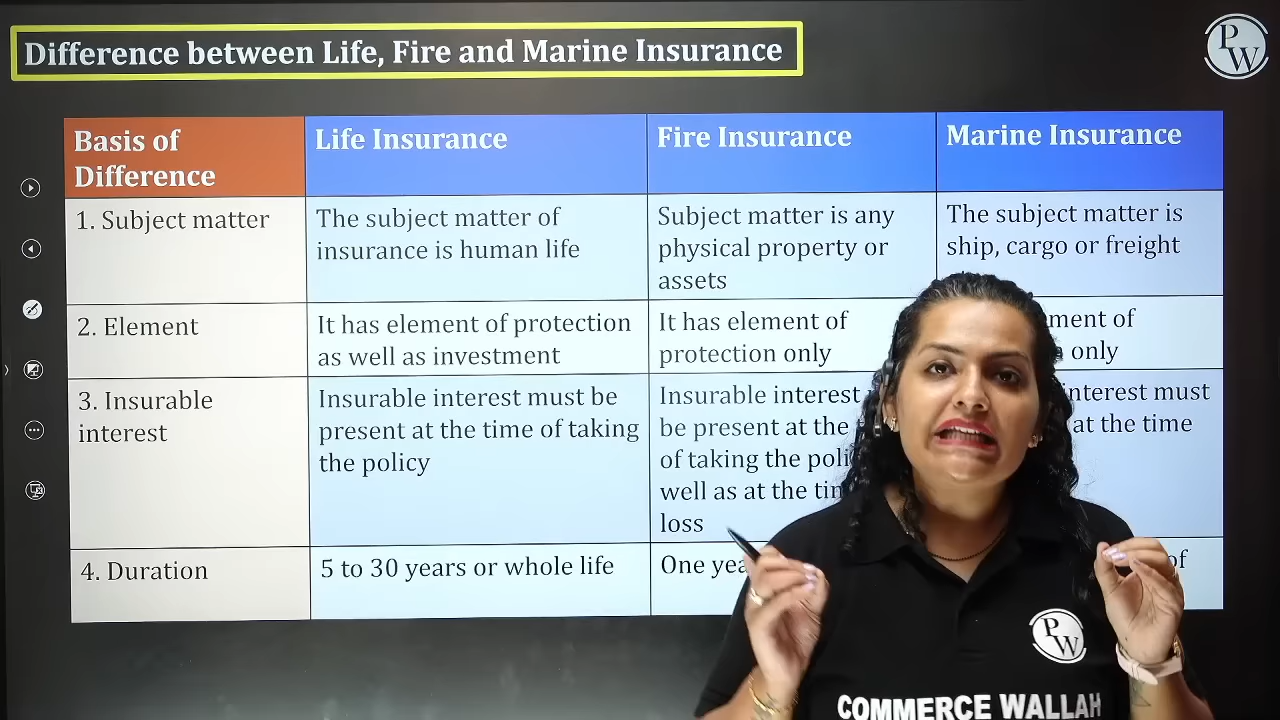 Difference between Life, Fire and Marine Insurance
PW
Basis of
Difference
Life Insurance
Fire Insurance
Marine Insurance
1. Subject matter
The subject matter of
insurance is human life
Subject matter is any
physical property or
assets
The subject matter is
ship, cargo or freight
2. Element
It has element of protection
as well as investment
It has element of
protection only
of
only
3. Insurable
interest
Insurable interest must be
present at the time of taking
the policy
Insurable interest
be present at the
of taking the
well as at the
loss
interest must
at the time
4. Duration
5 to 30 years or whole life
One
of
PW
COMMERCE WALLAH